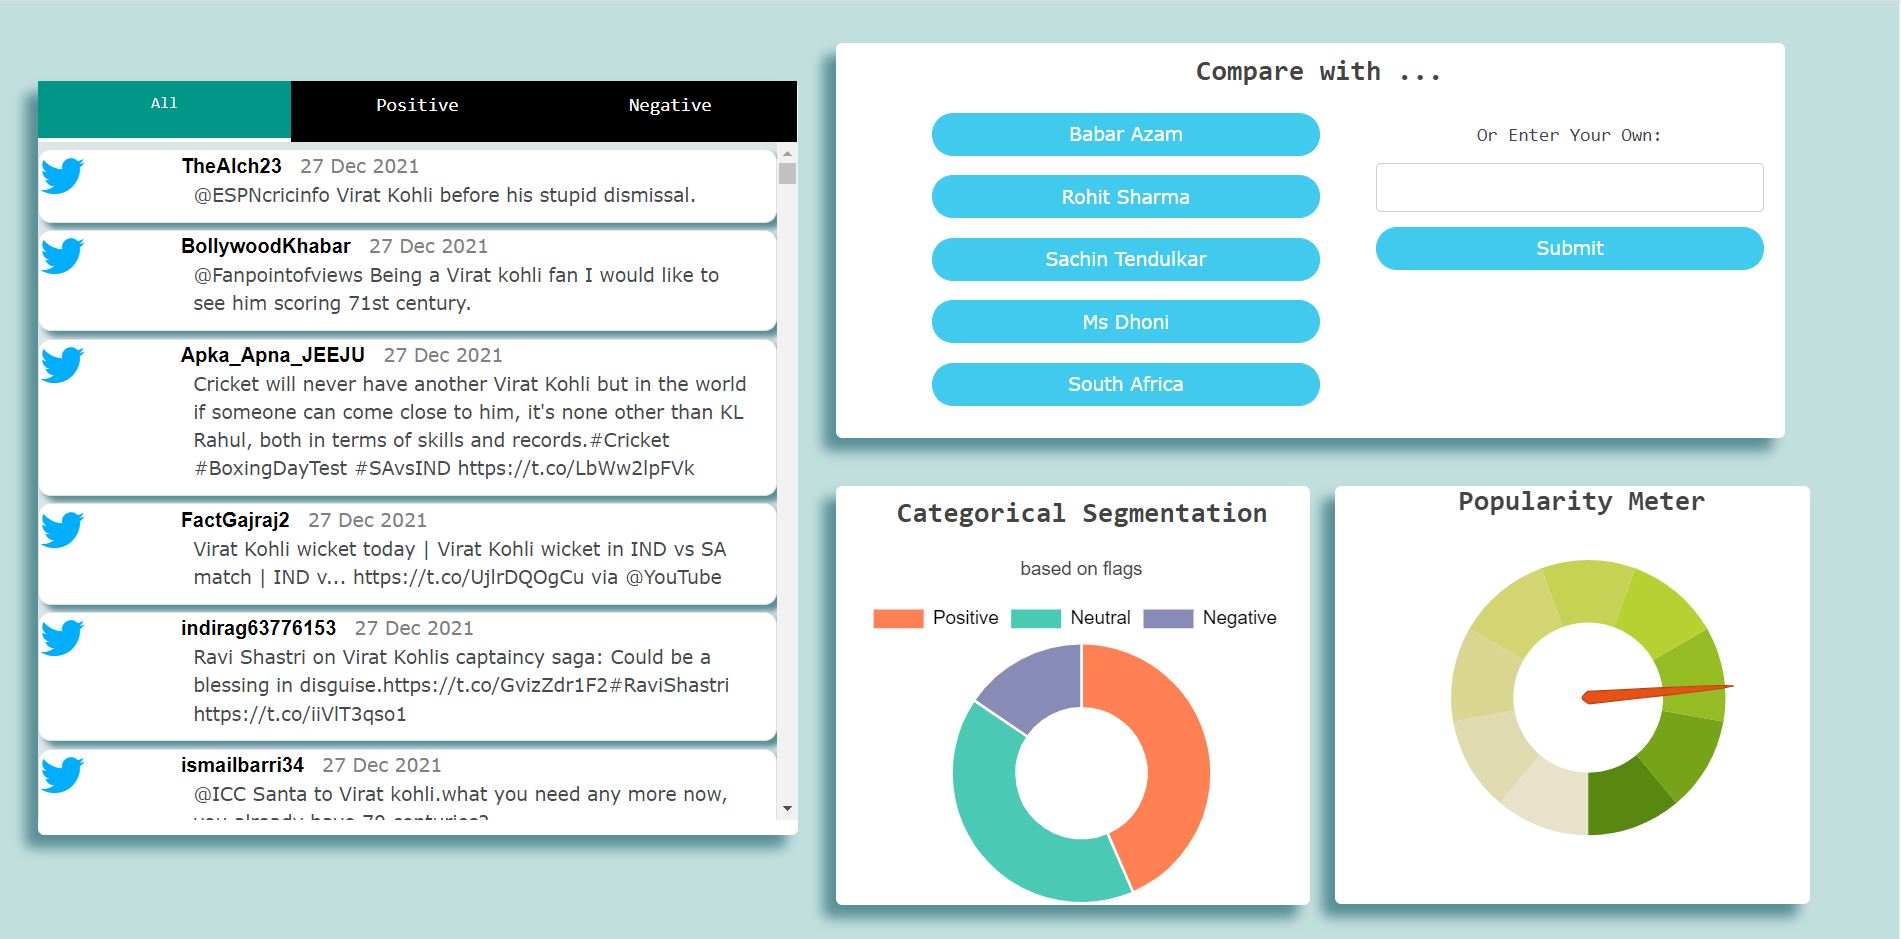 All Positive Negative
TheAlch23 27 Dec 2021
@ESPNcricinfo Virat Kohli before his stupid dismissal.
BollywoodKhabar 27 Dec 2021
@Fanpointofviews Being a Virat kohli fan I would like to
see him scoring 71st century.
Apka_Apna_JEEJU 27 Dec 2021
Cricket will never have another Virat Kohli but in the world
if someone can come close to him, it's none other than KL
Rahul, both in terms of skills and records.#Cricket
#BoxingDayTest #SAvsIND https://t.co/LbWw2lpFVk
FactGajraj2 27 Dec 2021
Virat Kohli wicket today | Virat Kohli wicket in IND vs SA
match | IND v... https://t.co/UjlrDQOgCu via @YouTube
indirag63776153 27 Dec 2021
Ravi Shastri on Virat Kohlis captaincy saga: Could be a
blessing in disguise.https://t.co/GvizZdr1F2#RaviShastri
https://t.co/iiVlT3qso1
ismailbarri34 27 Dec 2021
@ICC Santa to Virat kohli.what you need any more now,
you already have 70 centuries?
Compare with ...
Babar Azam
Rohit Sharma
Sachin Tendulkar
Ms Dhoni
South Africa
Or Enter Your Own:
Submit
Categorical Segmentation
based on flags
Positive Neutral Negative
Popularity Meter